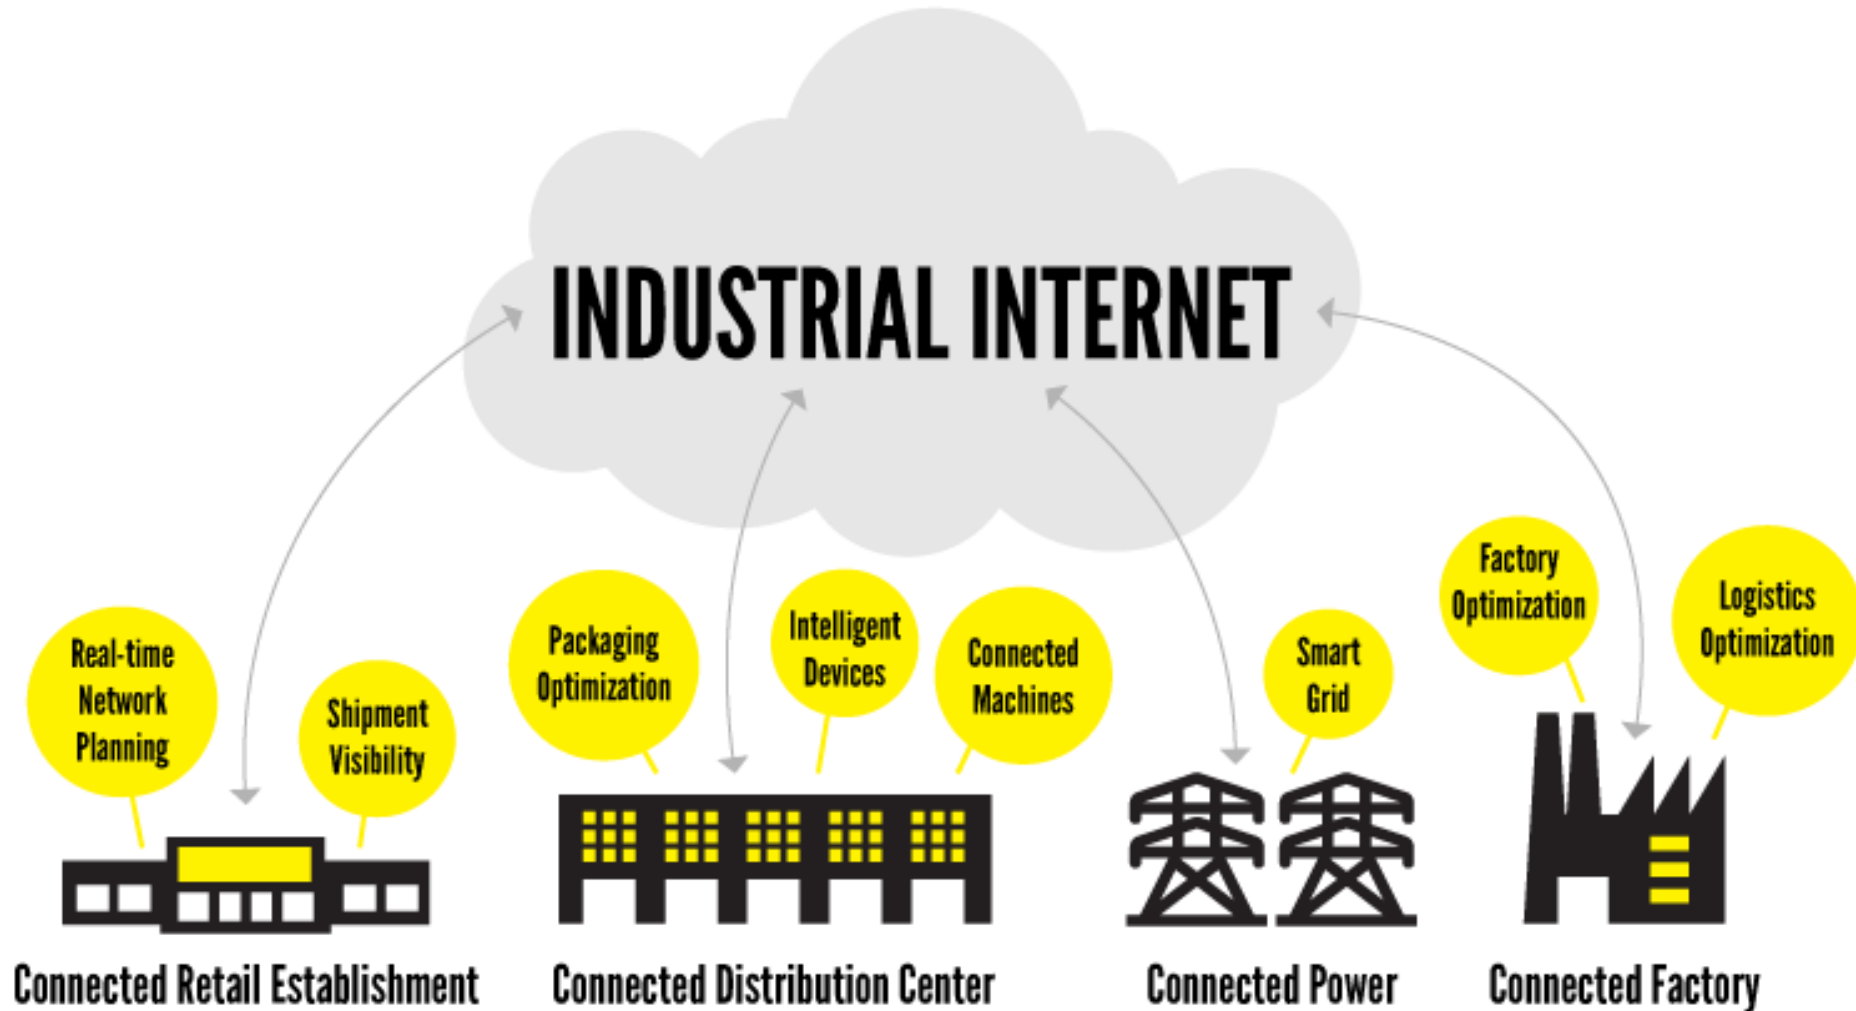 INDUSTRIAL INTERNET
Real-time
Network
Planning
Shipment
Visibility
Packaging
Optimization
Intelligent
Devices
Connected
Machines
Smart
Grid
Factory
Optimization
Logistics
Optimization
Connected Retail Establishment
Connected Distribution Center
Connected Power
Connected Factory